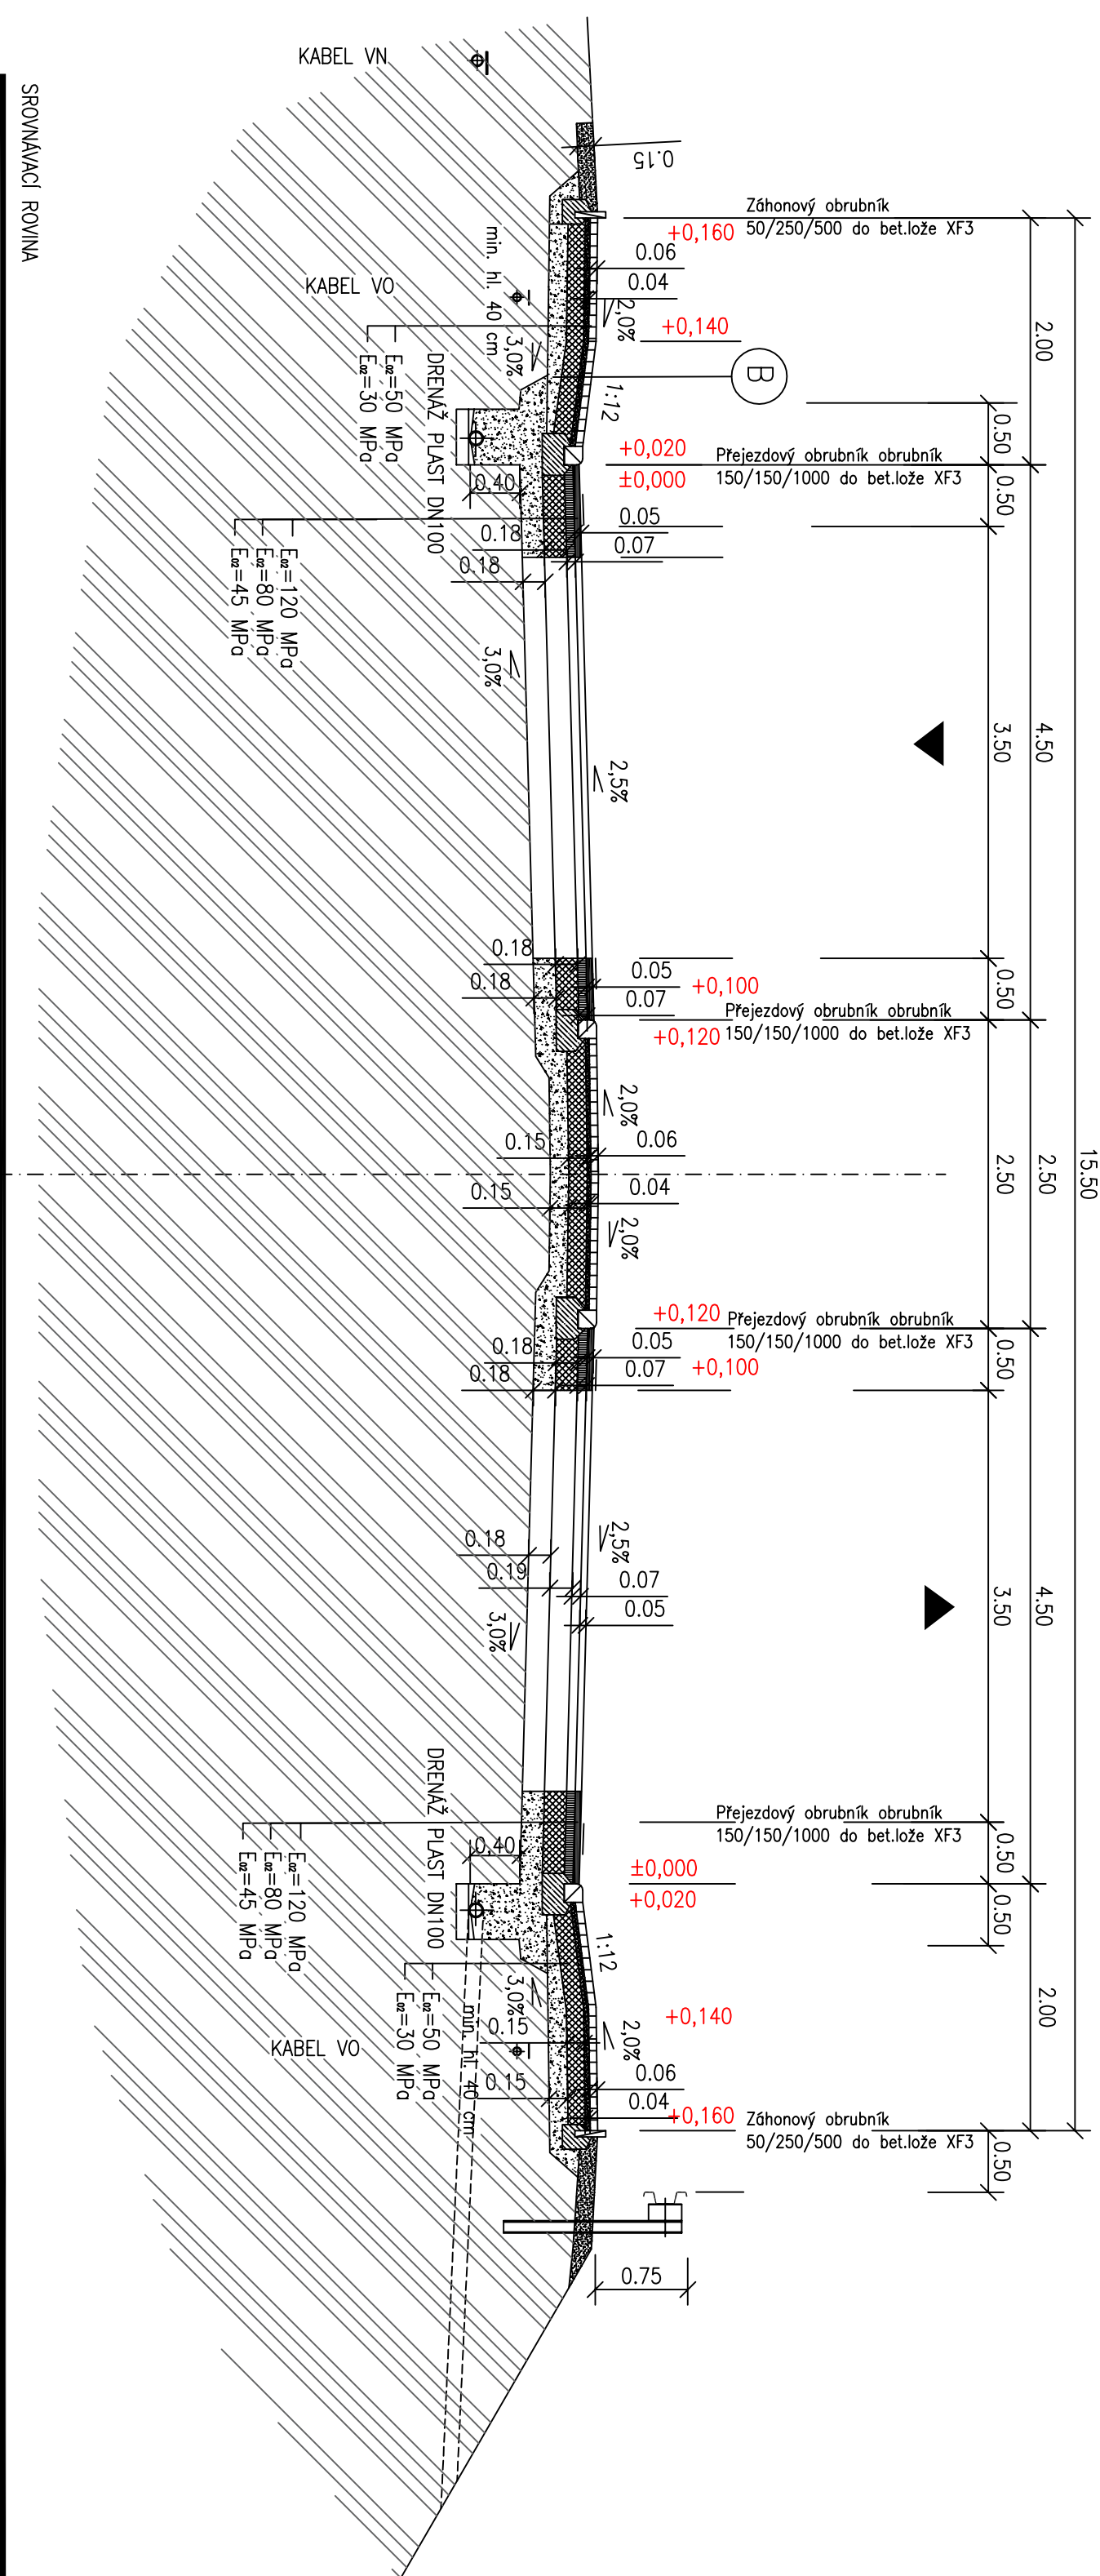 15.50
2.00
4.50
2.50
4.50
2.00
0.50
0.50
3.50
0.50
2.50
0.50
3.50
0.50
0.50
0.50
Záhonový obrubník
50/250/500 do bet.lože XF3
Přejezdový obrubník obrubník
150/150/1000 do bet.lože XF3
Přejezdový obrubník obrubník
150/150/1000 do bet.lože XF3
Přejezdový obrubník obrubník
150/150/1000 do bet.lože XF3
Přejezdový obrubník obrubník
150/150/1000 do bet.lože XF3
Záhonový obrubník
50/250/500 do bet.lože XF3
0.15
+0,160
0.06
0.04
2,0%
+0,140
B
1:12
+0,020
±0,000
0.05
0.07
2,5%
0.05
+0,100
0.07
+0,120
2,0%
0.06
0.04
2,0%
+0,120
0.05
0.07
+0,100
2,5%
0.07
0.05
±0,000
+0,020
1:12
+0,140
2,0%
0.06
0.04
+0,160
0.75
KABEL VN
KABEL VO
min. hl. 40 cm
3,0%
E02=50 MPa
E02=30 MPa
DRENÁŽ PLAST DN100
0,40
0.18
0.18
E02=120 MPa
E02=80 MPa
E02=45 MPa
3,0%
0.18
0.18
0.15
0.15
0.18
0.18
0.18
0.19
3,0%
DRENÁŽ PLAST DN100
0,40
E02=120 MPa
E02=80 MPa
E02=45 MPa
3,0%
0.15
0.15
E02=50 MPa
E02=30 MPa
min. hl. 40 cm
KABEL VO
SROVNÁVACÍ ROVINA